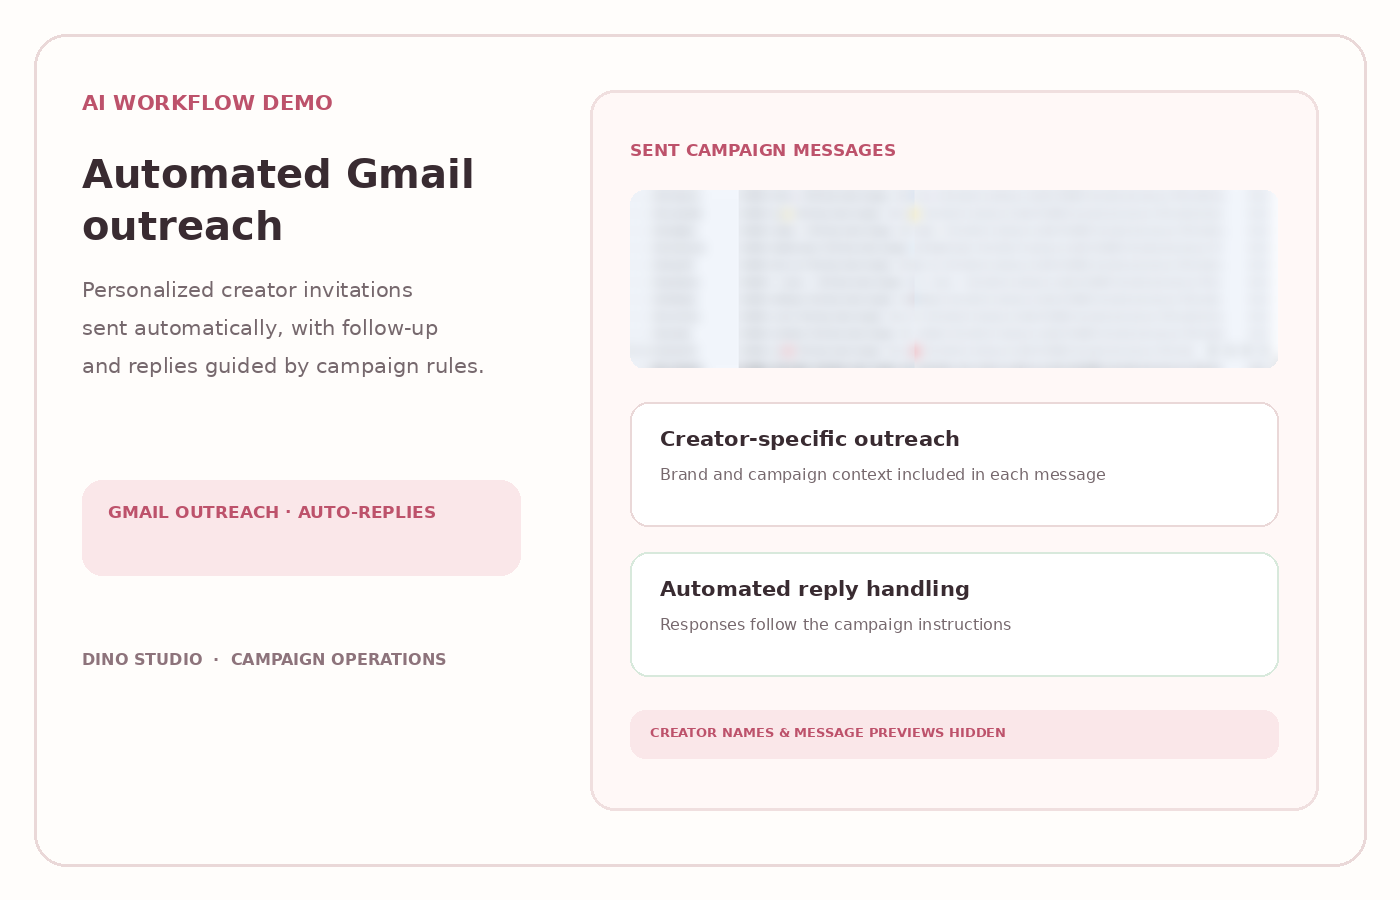 AI WORKFLOW DEMO
Automated Gmail
outreach
Personalized creator invitations
sent automatically, with follow-up
and replies guided by campaign rules.
GMAIL OUTREACH · AUTO-REPLIES
DINO STUDIO · CAMPAIGN OPERATIONS
SENT CAMPAIGN MESSAGES
Creator-specific outreach
Brand and campaign context included in each message
Automated reply handling
Responses follow the campaign instructions
CREATOR NAMES & MESSAGE PREVIEWS HIDDEN